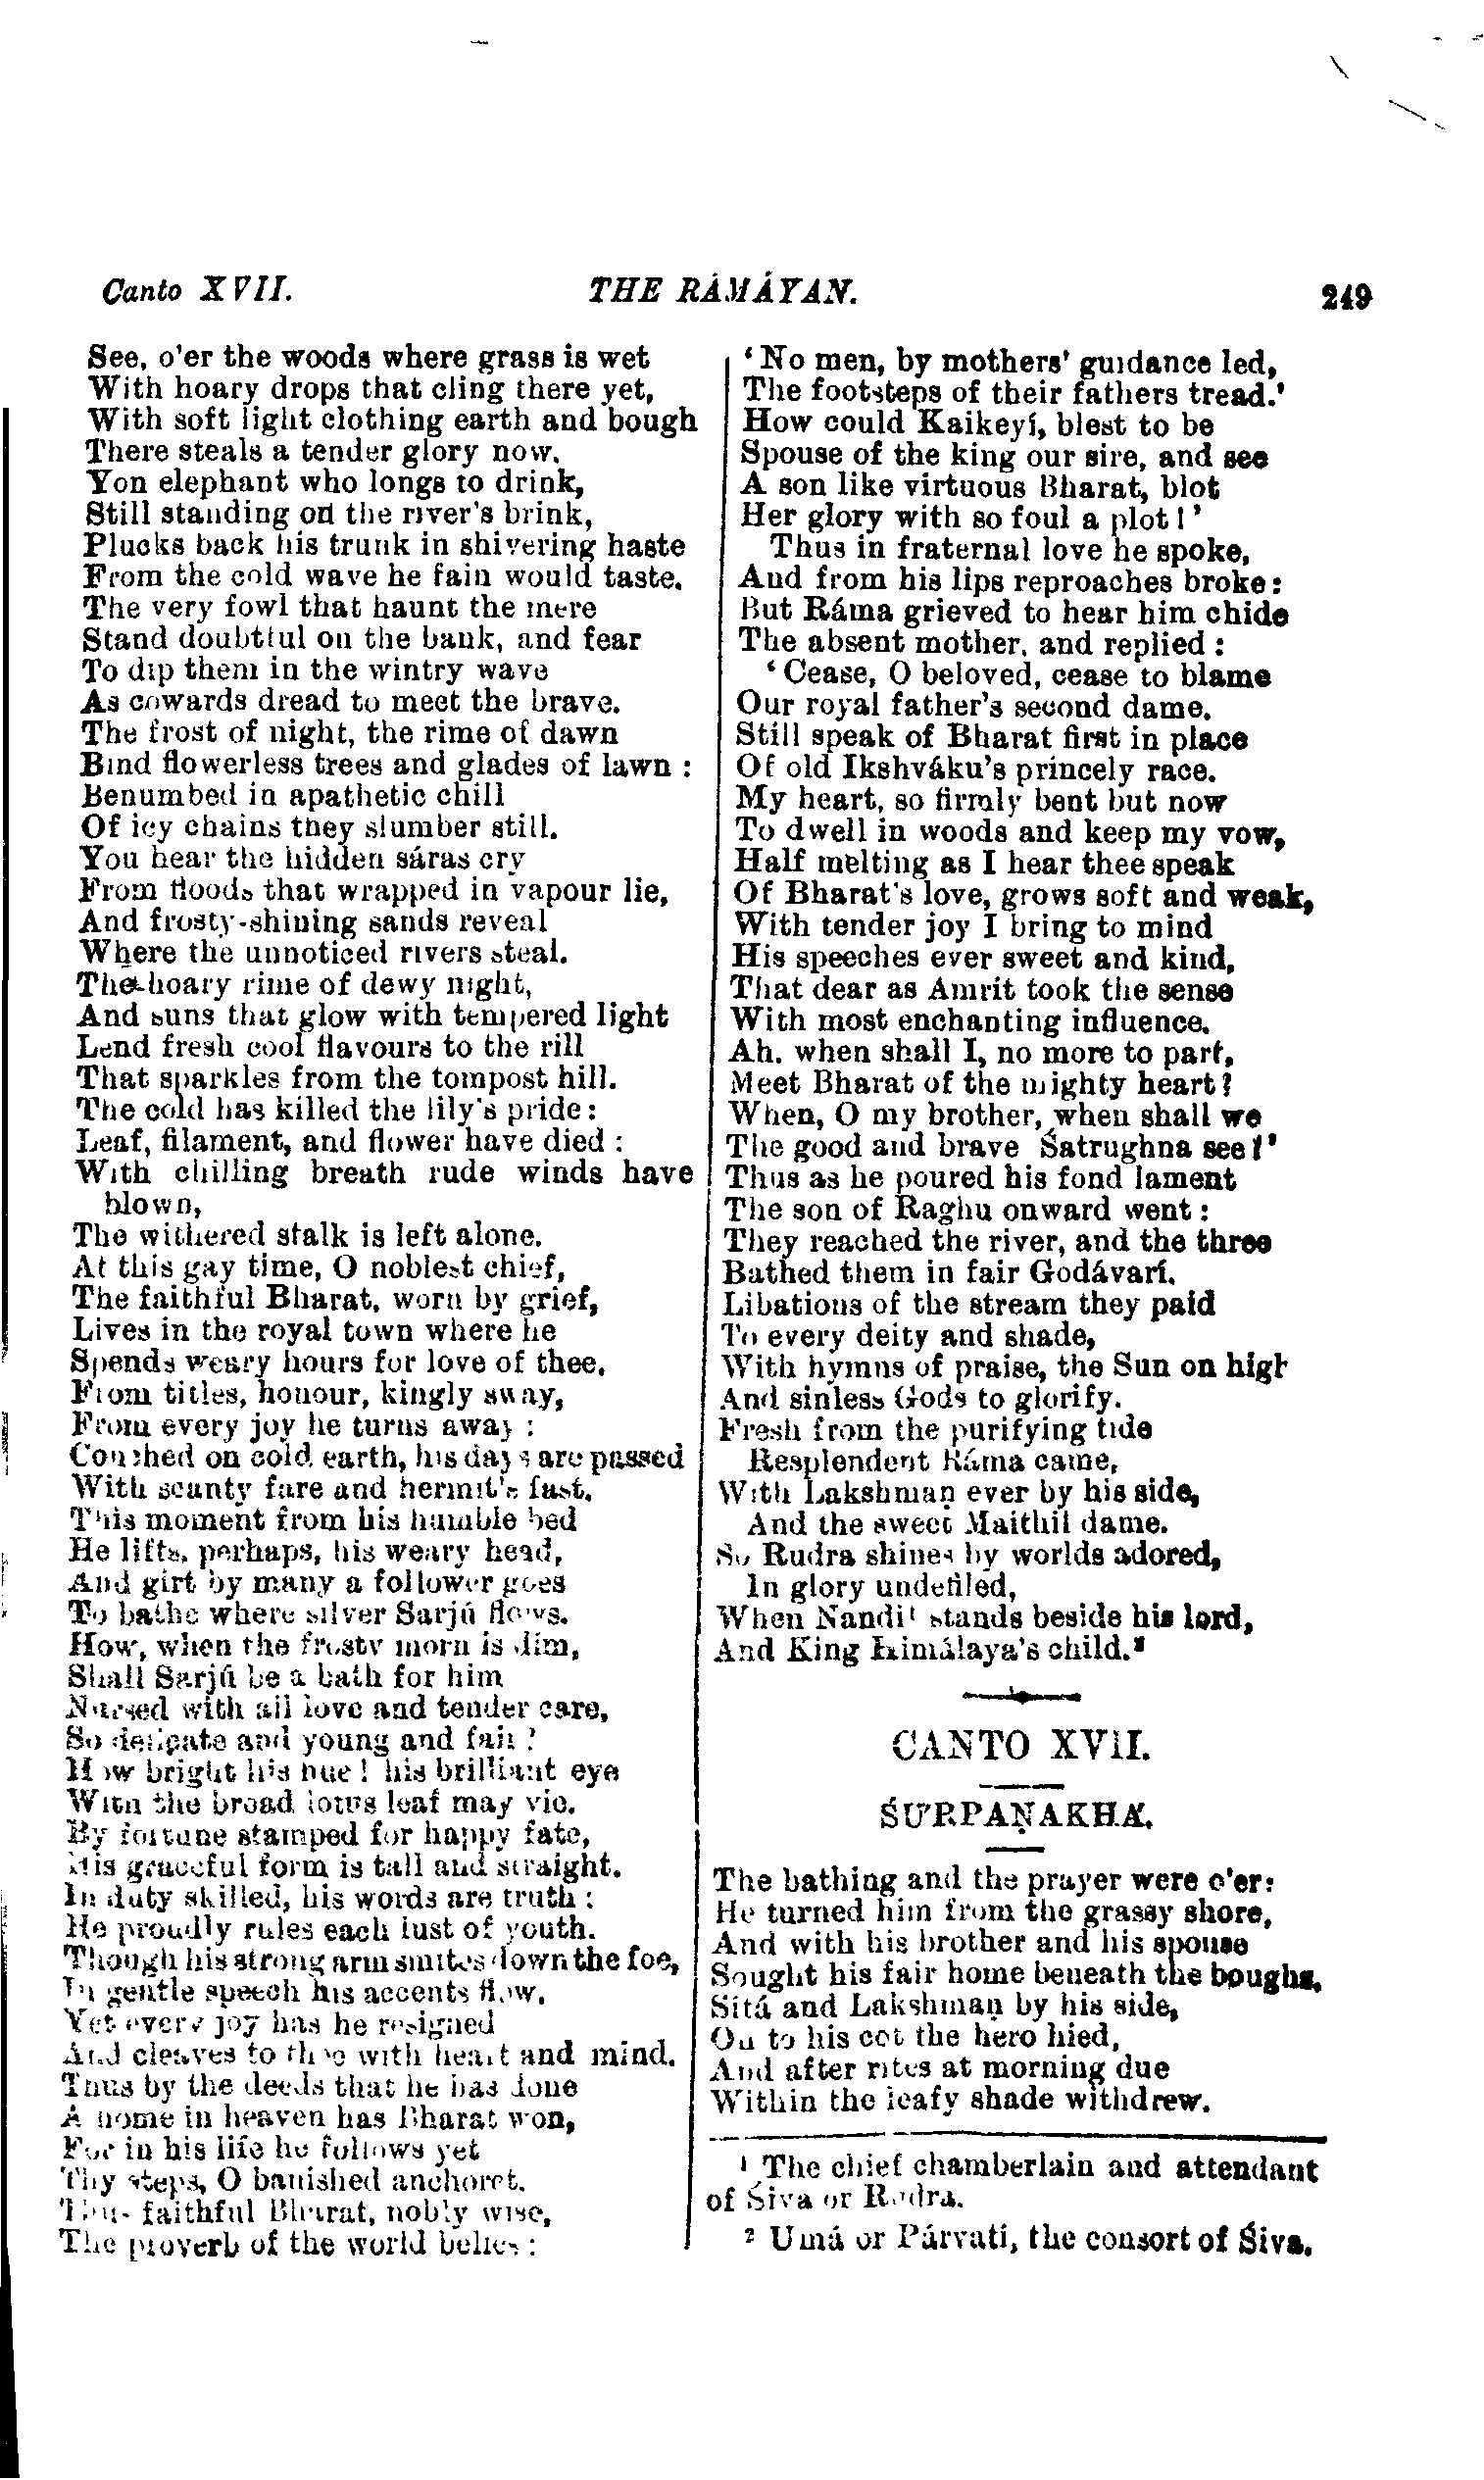 Canto XVII.
THE RÁMÁYAN.
249
See, o'er the woods where grass is wet
With hoary drops that cling there yet,
With soft light clothing earth and bough
There steals a tender glory now.
Yon elephant who longs to drink,
Still standing on the river's brink,
Plucks back his trunk in shivering haste
From the cold wave he fain would taste.
The very fowl that haunt the mere
Stand doubtful on the bank, and fear
To dip them in the wintry wave
As cowards dread to meet the brave.
The frost of night, the rime of dawn
Bind flowerless trees and glades of lawn :
Benumbed in apathetic chill
Of icy chains they slumber still.
You hear the hidden sáras cry
From floods that wrapped in vapour lie,
And frosty-shining sands reveal
Where the unnoticed rivers steal.
The hoary rime of dewy night,
And suns that glow with tempered light
Lend fresh cool flavours to the rill
That sparkles from the tompost hill.
The cold has killed the lily's pride :
Leaf, filament, and flower have died :
With chilling breath rude winds have
blown,
The withered stalk is left alone.
At this gay time, O noblest chief,
The faithful Bharat, worn by grief,
Lives in the royal town where he
Spends weary hours for love of thee.
From titles, honour, kingly sway,
From every joy he turns away :
Couched on cold earth, his days are passed
With scanty fare and hermit's fast.
This moment from his humble bed
He lifts, perhaps, his weary head,
And girt by many a follower goes
To bathe where silver Sarjú flows.
How, when the frosty morn is dim,
Shall Sarjú be a bath for him
Nursed with all love and tender care,
So delicate and young and fair !
How bright his hue ! his brilliant eye
With the broad lotus leaf may vie.
By fortune stamped for happy fate,
His graceful form is tall and straight.
In duty skilled, his words are truth :
He proudly rules each lust of youth.
Though his strong arm smites down the foe,
In gentle speech his accents flow.
Yet every joy has he resigned
And cleaves to thee with heart and mind.
Thus by the deeds that he has done
A home in heaven has Bharat won,
For in his life he follows yet
Thy steps, O banished anchoret.
Thus faithful Bharat, nobly wise,
The proverb of the world belies :
‘No men, by mothers' guidance led,
The footsteps of their fathers tread.'
How could Kaikeyí, blest to be
Spouse of the king our sire, and see
A son like virtuous Bharat, blot
Her glory with so foul a plot !’
Thus in fraternal love he spoke,
And from his lips reproaches broke :
But Ráma grieved to hear him chide
The absent mother, and replied :
‘Cease, O beloved, cease to blame
Our royal father's second dame.
Still speak of Bharat first in place
Of old Ikshváku's princely race.
My heart, so firmly bent but now
To dwell in woods and keep my vow,
Half melting as I hear thee speak
Of Bharat's love, grows soft and weak,
With tender joy I bring to mind
His speeches ever sweet and kind,
That dear as Amrit took the sense
With most enchanting influence.
Ah, when shall I, no more to part,
Meet Bharat of the mighty heart ?
When, O my brother, when shall we
The good and brave Śatrughna see ?'
Thus as he poured his fond lament
The son of Raghu onward went :
They reached the river, and the three
Bathed them in fair Godávarí.
Libations of the stream they paid
To every deity and shade,
With hymns of praise, the Sun on high
And sinless Gods to glorify.
Fresh from the purifying tide
Resplendent Ráma came,
With Lakshmaṇ ever by his side,
And the sweet Maithil dame.
So Rudra shines by worlds adored,
In glory undefiled,
When Nandi¹ stands beside his lord,
And King Himálaya's child.²
CANTO XVII.
ŚÚRPAṆAKHÁ.
The bathing and the prayer were o'er :
He turned him from the grassy shore,
And with his brother and his spouse
Sought his fair home beneath the boughs.
Sítá and Lakshmaṇ by his side,
On to his cot the hero hied,
And after rites at morning due
Within the leafy shade withdrew.
¹ The chief chamberlain and attendant
of Śiva or Rudra.
² Umá or Párvatí, the consort of Śiva.